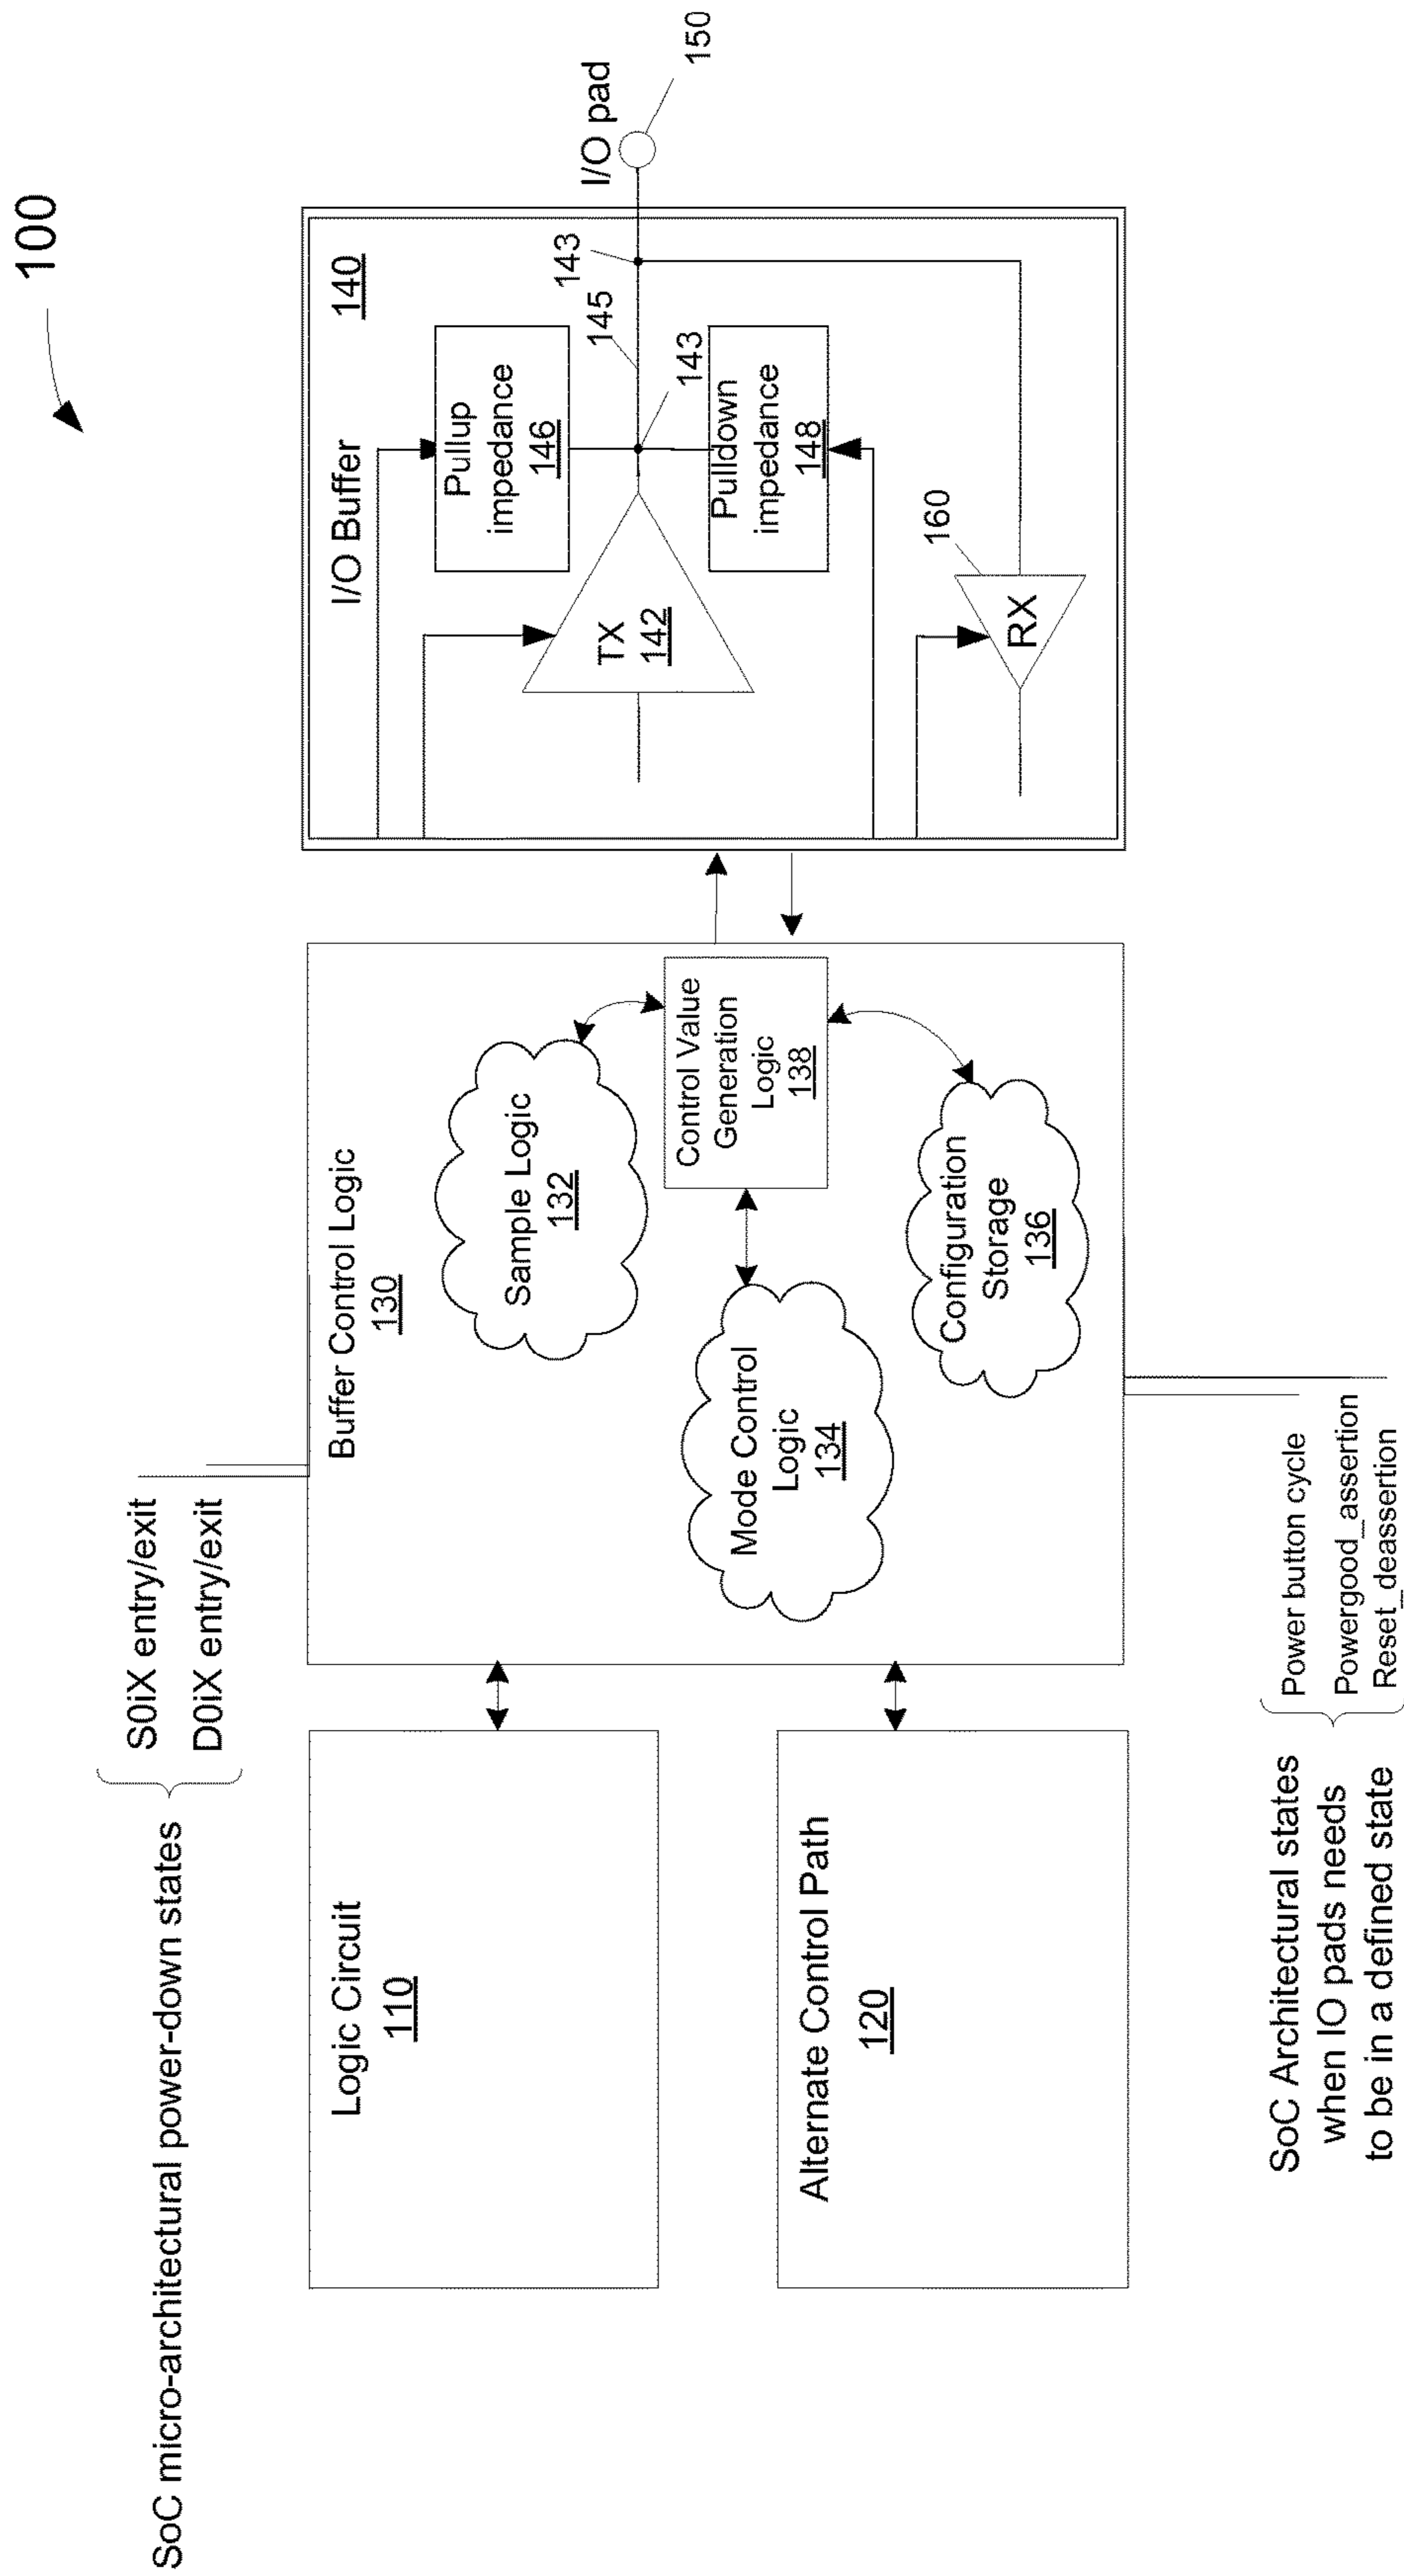 100
SoC micro-architectural power-down states
S0iX entry/exit
D0iX entry/exit
Logic Circuit
110
Alternate Control Path
120
Buffer Control Logic
130
Sample Logic
132
Mode Control
Logic
134
Control Value
Generation
Logic
138
Configuration
Storage
136
I/O Buffer
140
Pullup
impedance
146
TX
142
145
143
143
Pulldown
impedance
148
160
RX
I/O pad
150
SoC Architectural states
when IO pads needs
to be in a defined state
Power button cycle
Powergood_assertion
Reset_deassertion